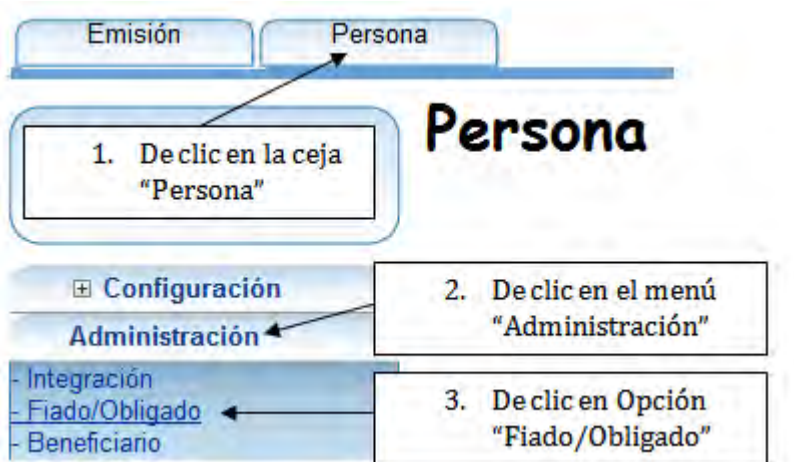 Emisión
Persona
Persona
1. De clic en la ceja
“Persona”
Configuración
2. De clic en el menú
“Administración”
Administración
- Integración
- Fiado/Obligado
3. De clic en Opción
“Fiado/Obligado”
- Beneficiario